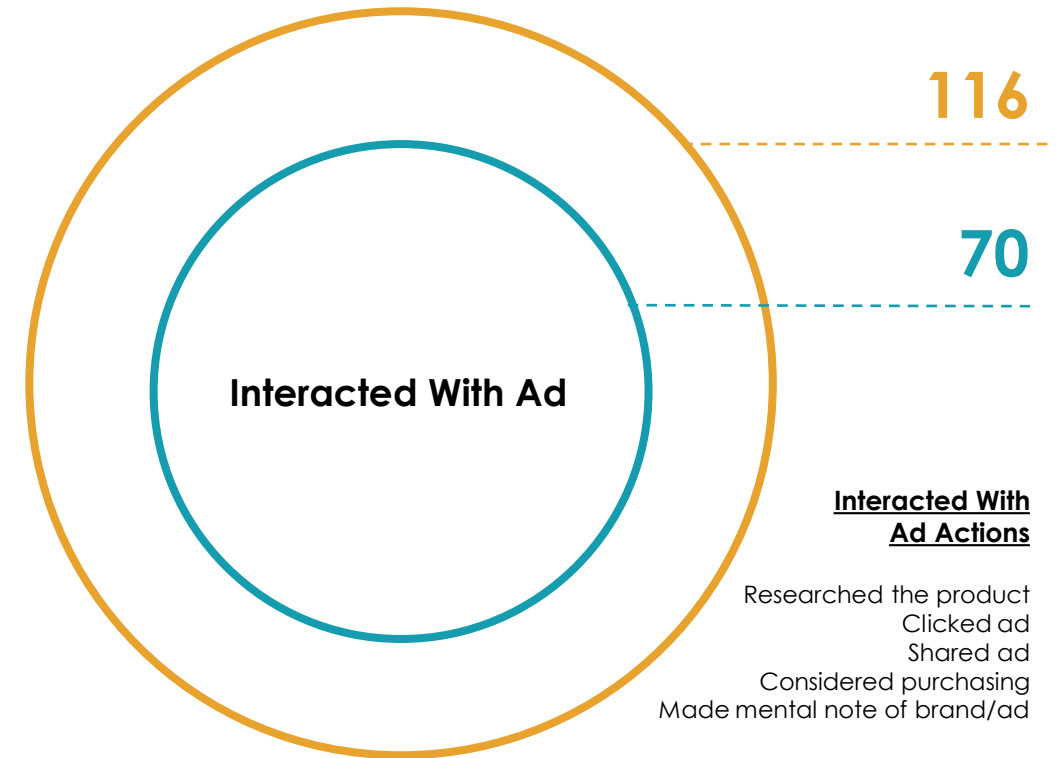 116
70
Interacted With Ad
Interacted With
Ad Actions
Researched the product
Clicked ad
Shared ad
Considered purchasing
Made mental note of brand/ad